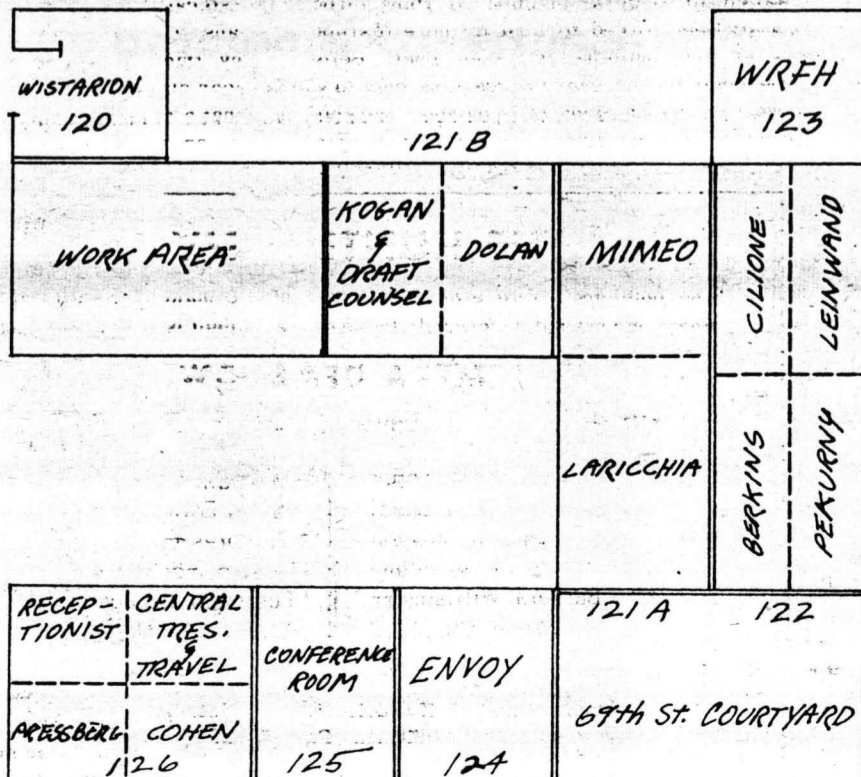 WISTARION
120
121 B
WRFH
123
WORK AREA
KOGAN
&
DRAFT
COUNSEL
DOLAN
MIMEO
CILIONE
LEINWAND
LARICCHIA
BERKINS
PEKURNY
RECEP-
TIONIST
CENTRAL
TRES.
&
TRAVEL
CONFERENCE
ROOM
ENVOY
121 A
122
PRESSBERG
COHEN
126
125
124
69th St. COURTYARD